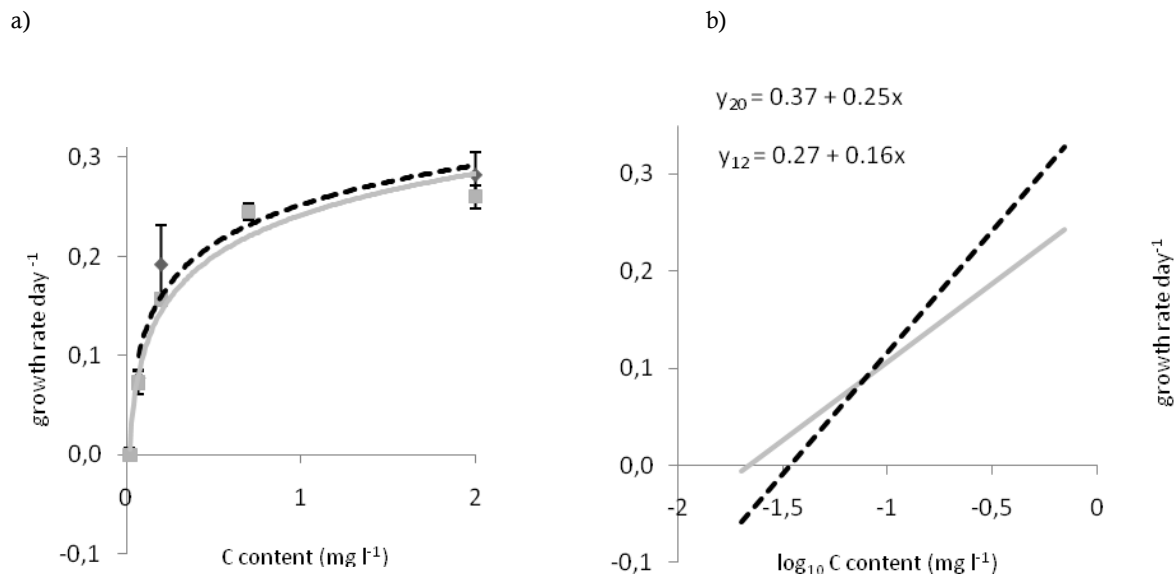 a)
b)
y20 = 0.37 + 0.25x
y12 = 0.27 + 0.16x
growth rate day -1
0,3
0,2
0,1
0,0
-0,1
0
1
2
C content (mg l-1)
growth rate day -1
0,3
0,2
0,1
0,0
-0,1
-2
-1,5
-1
-0,5
0
log10 C content (mg l-1)